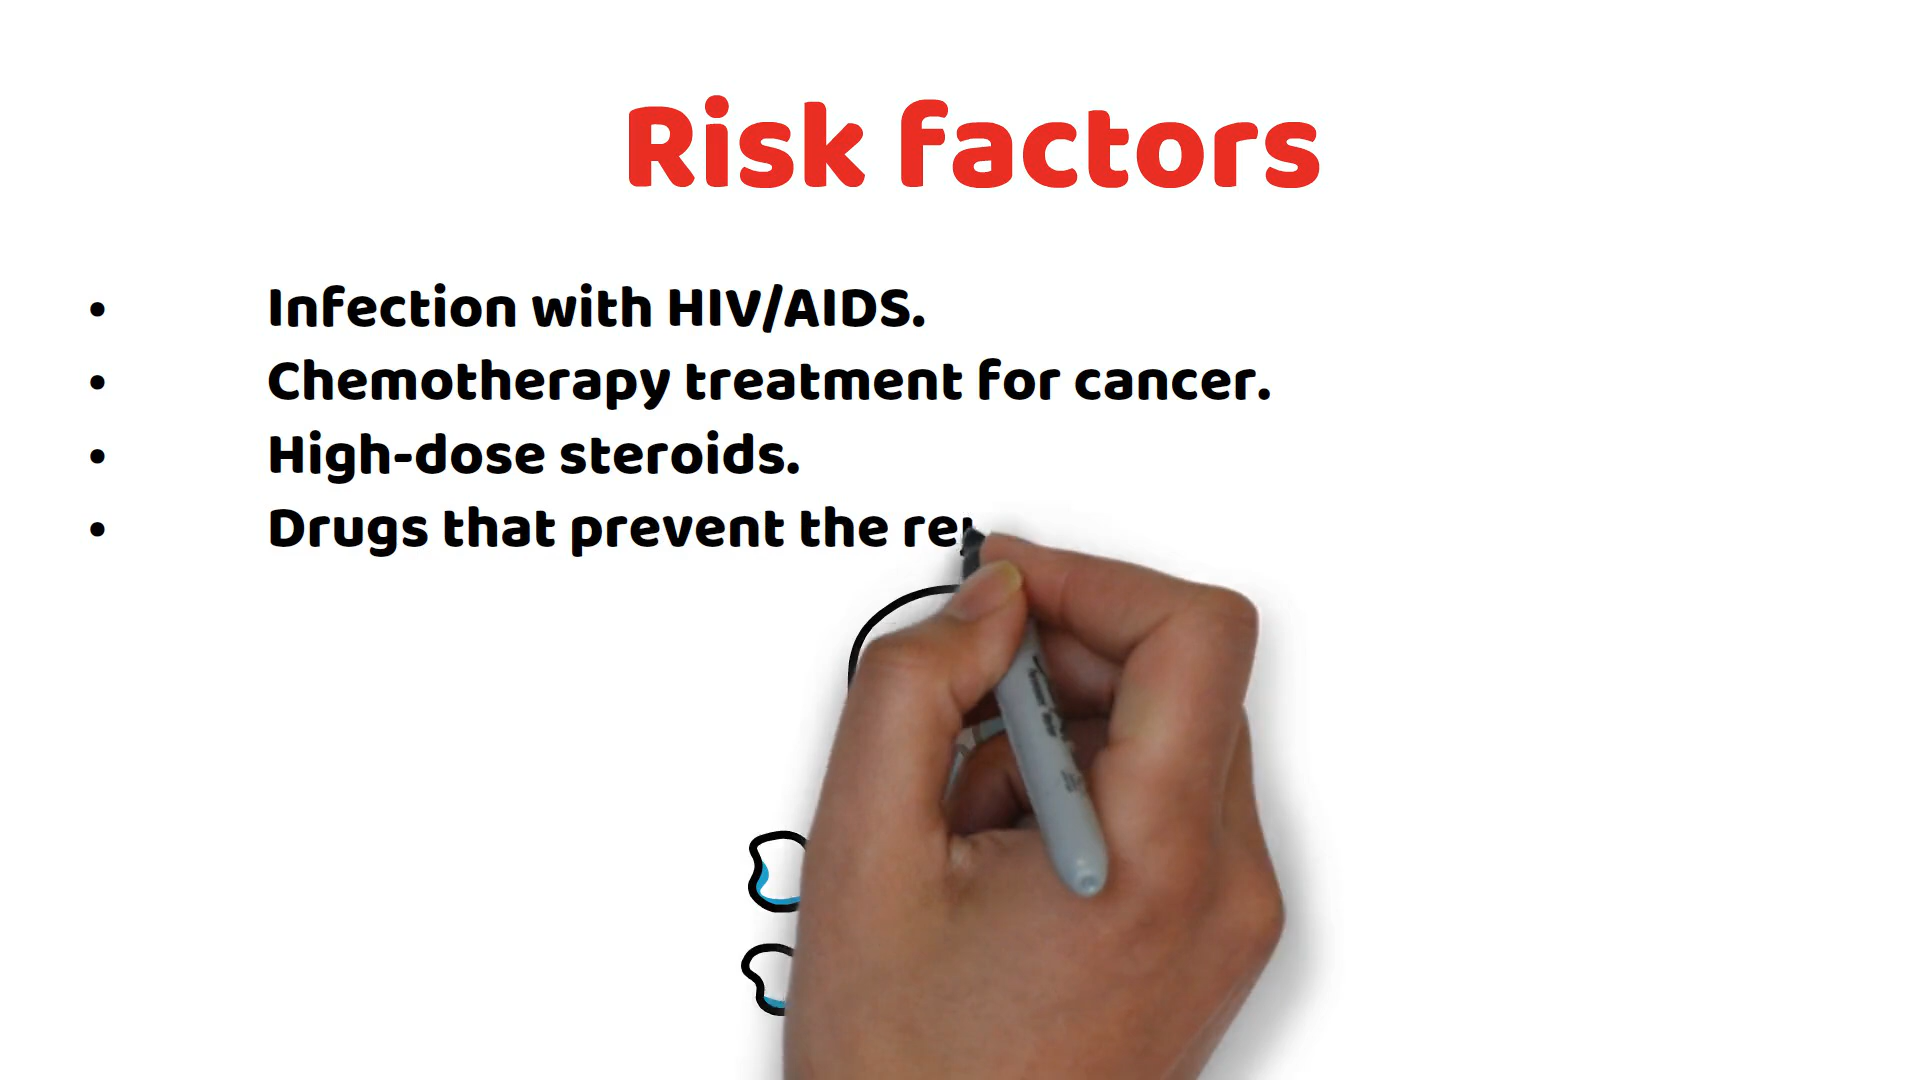 Risk factors
• Infection with HIV/AIDS.
• Chemotherapy treatment for cancer.
• High-dose steroids.
• Drugs that prevent the